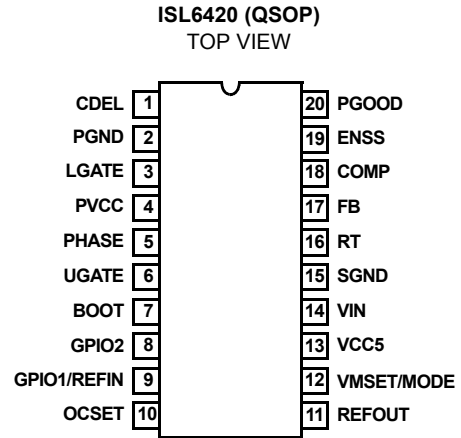 ISL6420 (QSOP)
TOP VIEW
CDEL 1 20 PGOOD
PGND 2 19 ENSS
LGATE 3 18 COMP
PVCC 4 17 FB
PHASE 5 16 RT
UGATE 6 15 SGND
BOOT 7 14 VIN
GPIO2 8 13 VCC5
GPIO1/REFIN 9 12 VMSET/MODE
OCSET 10 11 REFOUT